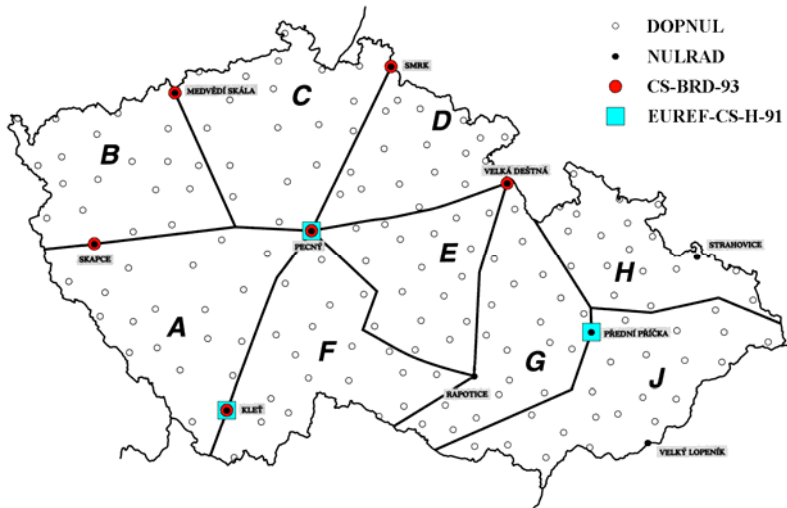 DOPNUL
NULRAD
CS-BRD-93
EUREF-CS-H-91
SMRK
MEDVĚDÍ SKÁLA
C
D
B
VELKÁ DEŠTNÁ
PECNÝ
SKAPCE
E
STRAHOVICE
H
A
PŘEDNÍ PŘÍČKA
F
G
J
RAPOTICE
KLEŤ
VELKÝ LOPENÍK